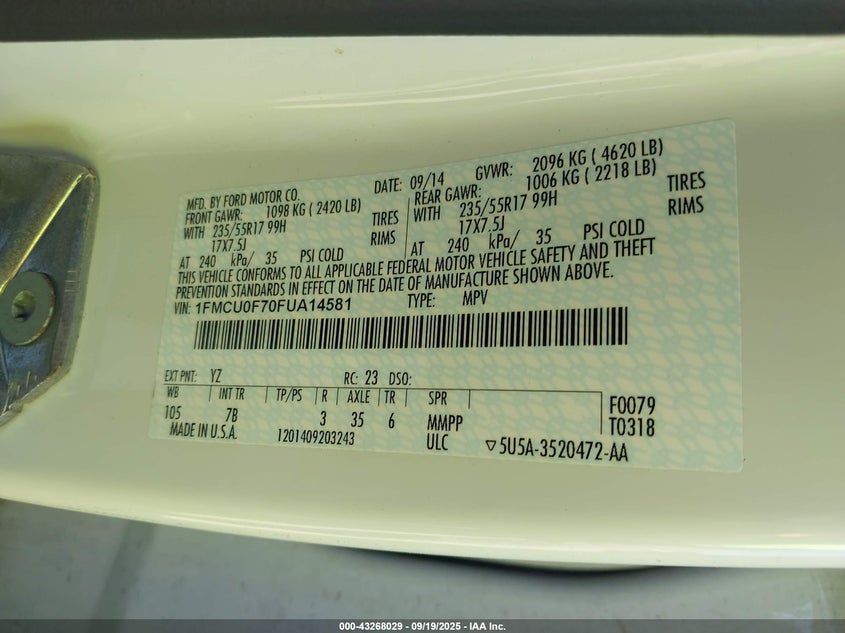 MFD. BY FORD MOTOR CO.
DATE: 09/14
GVWR: 2096 KG ( 4620 LB)
FRONT GAWR: 1098 KG ( 2420 LB)
REAR GAWR: 1006 KG ( 2218 LB)
WITH 235/55R17 99H TIRES
WITH 235/55R17 99H TIRES
17X7.5J RIMS
17X7.5J RIMS
AT 240 kPa/ 35 PSI COLD
AT 240 kPa/ 35 PSI COLD
THIS VEHICLE CONFORMS TO ALL APPLICABLE FEDERAL MOTOR VEHICLE SAFETY AND THEFT
PREVENTION STANDARDS IN EFFECT ON THE DATE OF MANUFACTURE SHOWN ABOVE.
VIN: 1FMCU0F70FUA14581
TYPE: MPV
EXT PNT: YZ RC: 23 DSO:
WB INT TR TP/PS R AXLE TR SPR
105 7B 3 35 6 MMPP
F0079
T0318
MADE IN U.S.A. 1201409203243 ULC ▽5U5A-3520472-AA
000-43268029 - 09/19/2025 - IAA Inc.